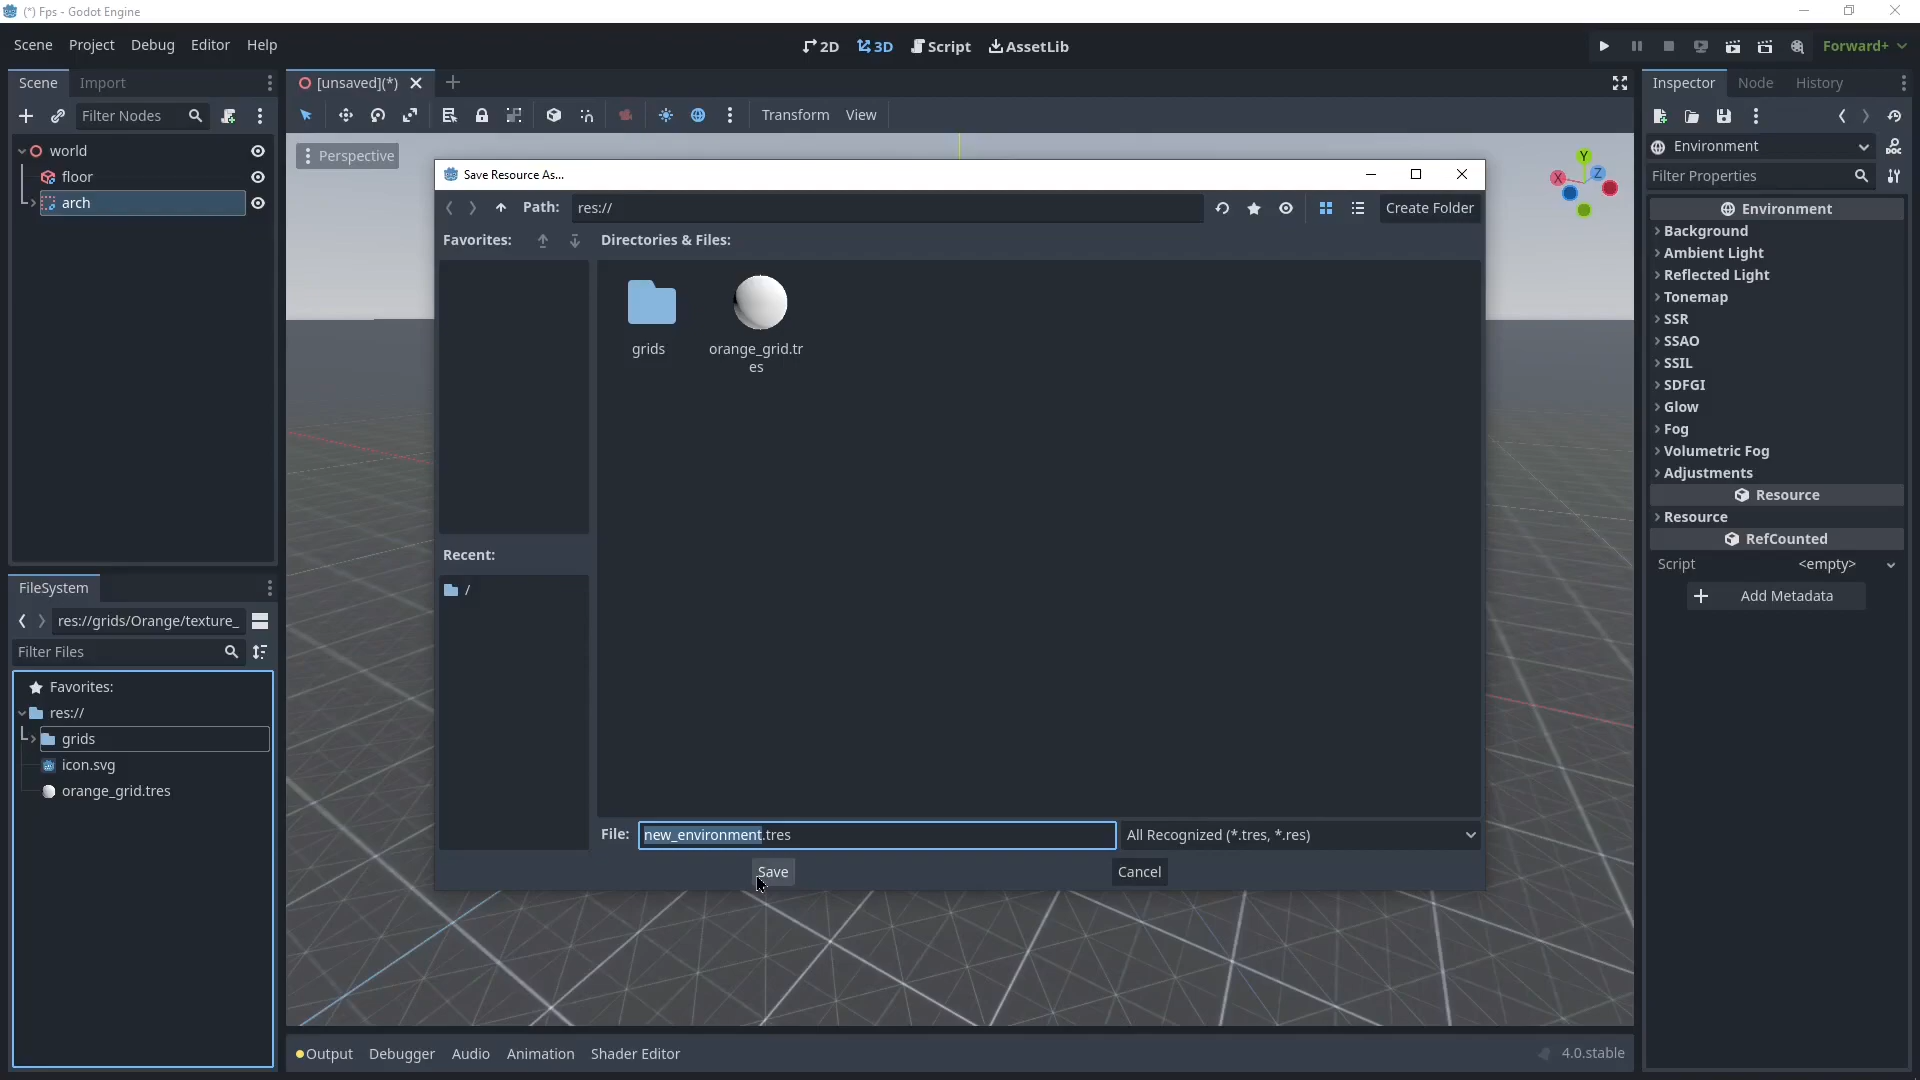 (*) Fps - Godot Engine
Scene Project Debug Editor Help
2D 3D Script AssetLib
Forward+
Scene Import
Filter Nodes
world
floor
arch
[unsaved](*)
Transform View
Perspective
X Y Z
Save Resource As...
Path: res://
Create Folder
Favorites:
Directories & Files:
grids
orange_grid.tr
es
Recent:
/
File: new_environment.tres
All Recognized (*.tres, *.res)
Save
Cancel
FileSystem
res://grids/Orange/texture_
Filter Files
Favorites:
res://
grids
icon.svg
orange_grid.tres
Output Debugger Audio Animation Shader Editor
4.0.stable
Inspector Node History
Environment
Filter Properties
Environment
Background
Ambient Light
Reflected Light
Tonemap
SSR
SSAO
SSIL
SDFGI
Glow
Fog
Volumetric Fog
Adjustments
Resource
Resource
RefCounted
Script <empty>
Add Metadata